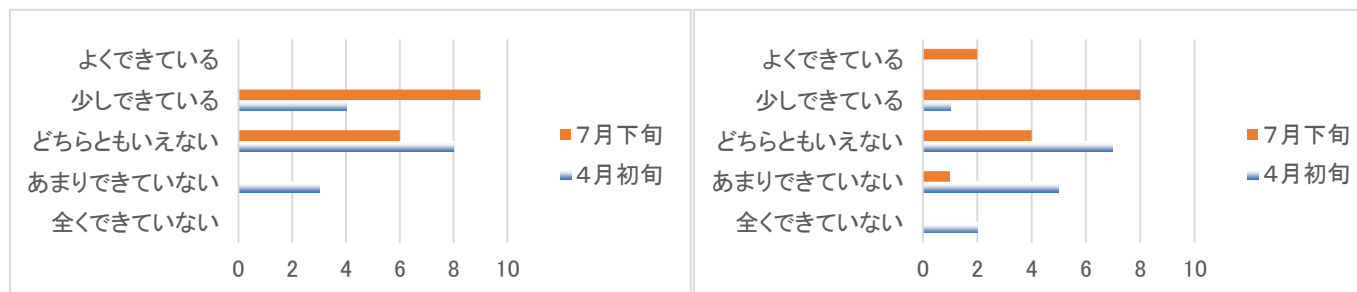 よくできている
少しできている
どちらともいえない
あまりできていない
全くできていない
0 2 4 6 8 10
７月下旬
４月初旬
よくできている
少しできている
どちらともいえない
あまりできていない
全くできていない
0 2 4 6 8 10
７月下旬
４月初旬